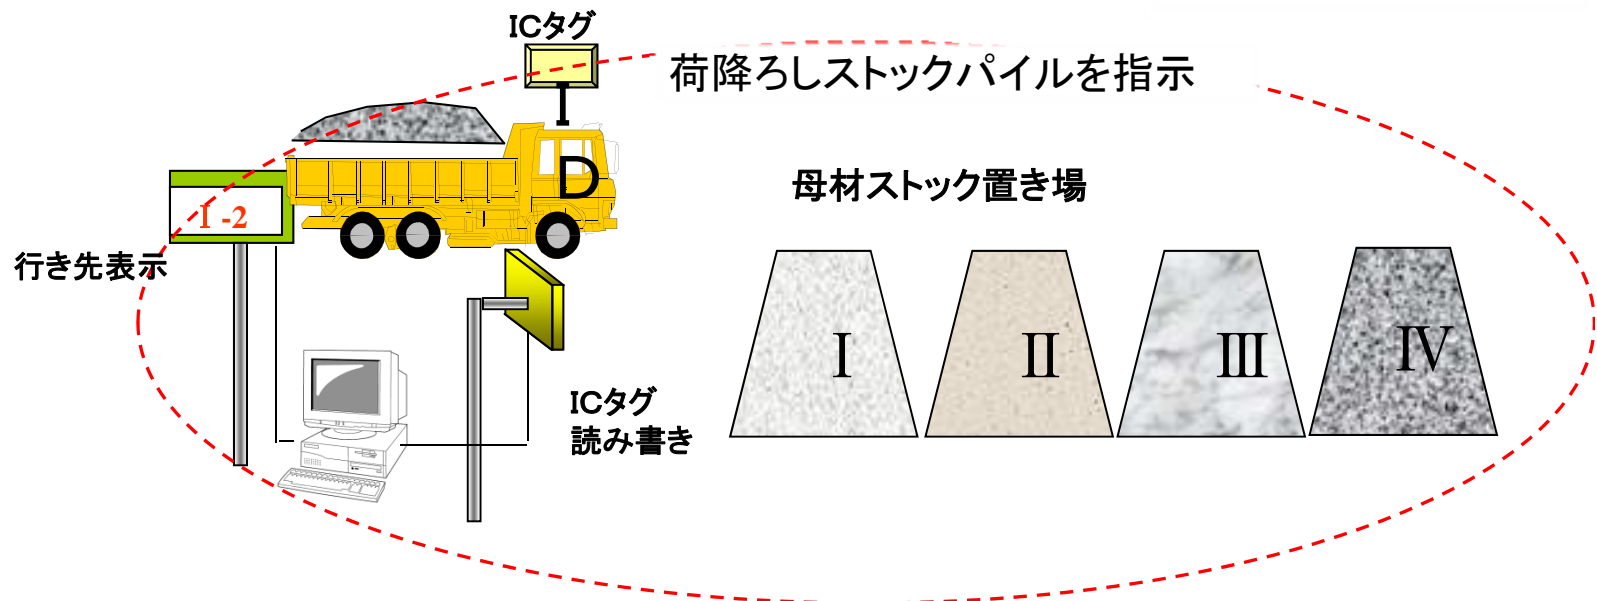 ICタグ
荷降ろしストックパイルを指示
D
母材ストック置き場
Ⅰ-2
行き先表示
Ⅰ
Ⅱ
Ⅲ
Ⅳ
ICタグ
読み書き